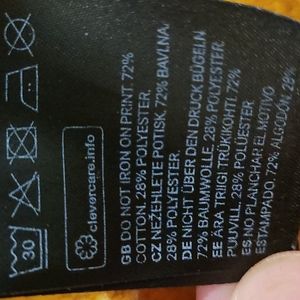 30
clevercare.info
GB DO NOT IRON ON PRINT. 72%
COTTON. 28% POLYESTER.
CZ NEŽEHLETE POTISK. 72% BAVLNA.
28% POLYESTER.
DE NICHT ÜBER DEN DRUCK BÜGELN.
72% BAUMWOLLE. 28% POLYESTER.
EE ÄRA TRIIGI TRÜKIKOHTI. 72%
PUUVILL. 28% POLÜESTER
ES NO PLANCHAR EL MOTIVO
ESTAMPADO. 72% ALGODÓN. 28%